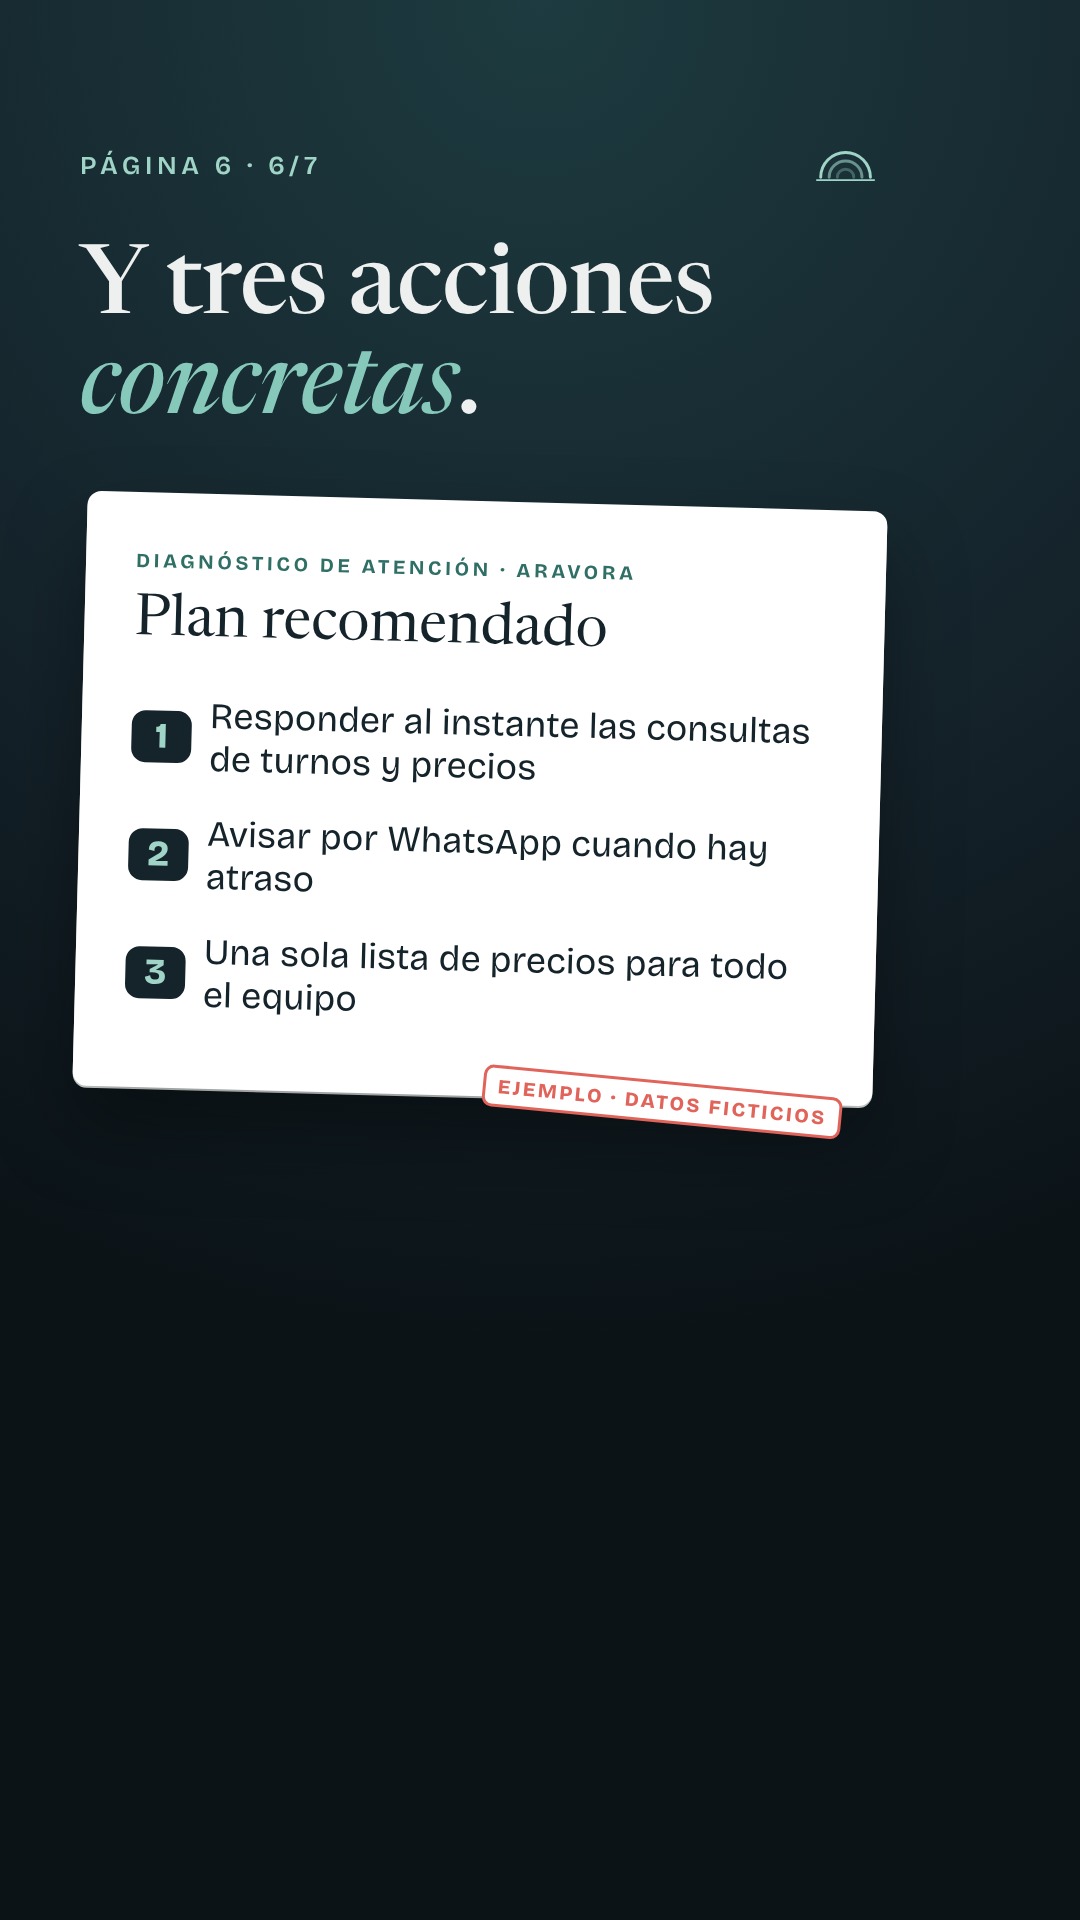 PÁGINA 6 · 6/7
Y tres acciones
concretas.
DIAGNÓSTICO DE ATENCIÓN · ARAVORA
Plan recomendado
1 Responder al instante las consultas
de turnos y precios
2 Avisar por WhatsApp cuando hay
atraso
3 Una sola lista de precios para todo
el equipo
EJEMPLO · DATOS FICTICIOS